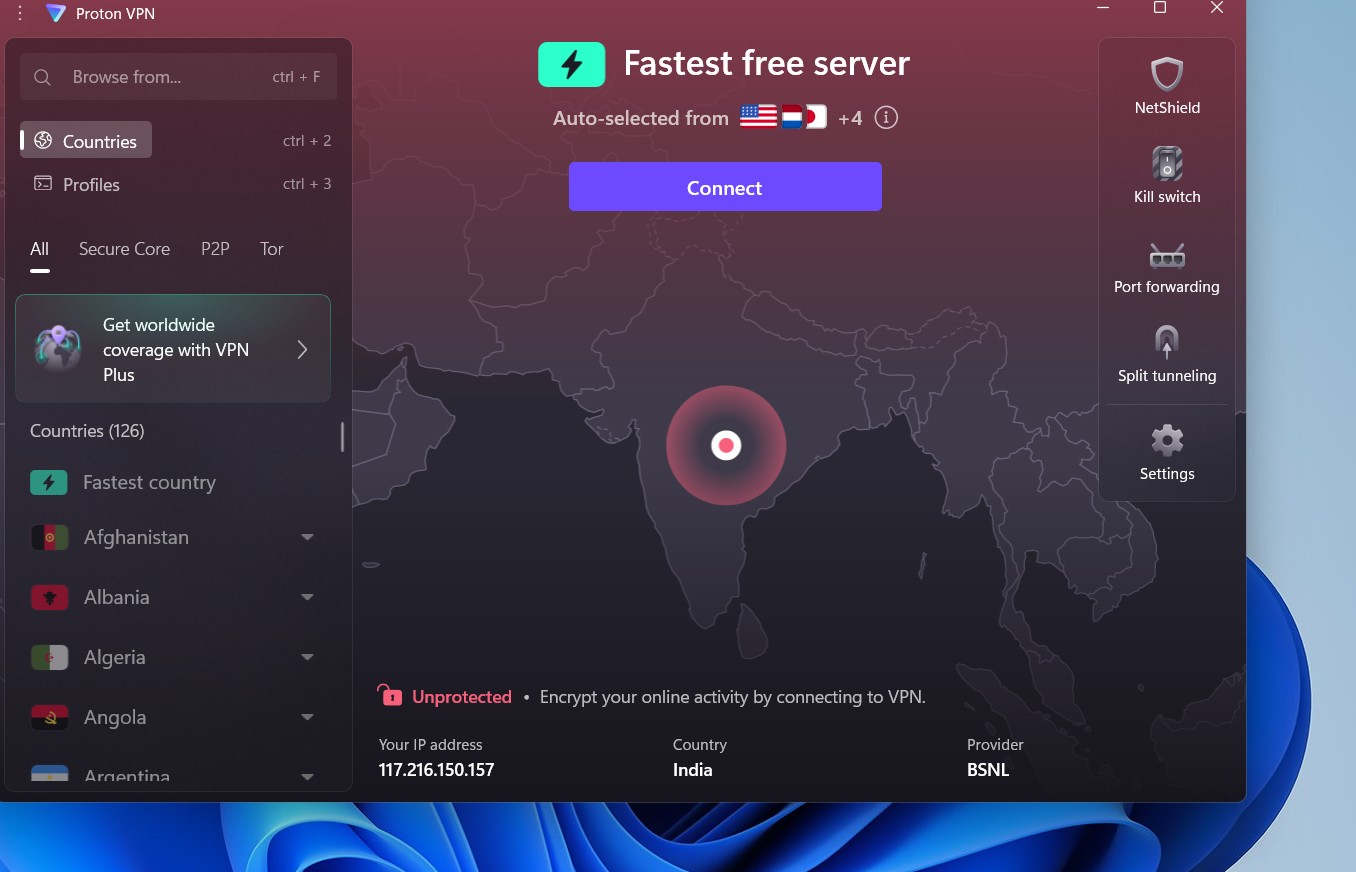 Proton VPN
Browse from...
ctrl + F
Countries
ctrl + 2
Profiles
ctrl + 3
All
Secure Core
P2P
Tor
Get worldwide
coverage with VPN
Plus
Countries (126)
Fastest country
Afghanistan
Albania
Algeria
Angola
Argentina
Fastest free server
Auto-selected from
+4
Connect
Unprotected • Encrypt your online activity by connecting to VPN.
Your IP address
117.216.150.157
Country
India
Provider
BSNL
NetShield
Kill switch
Port forwarding
Split tunneling
Settings